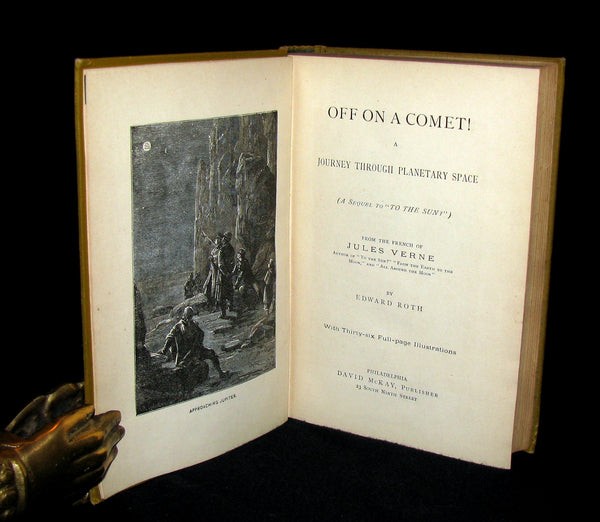 APPROACHING JUPITER.
OFF ON A COMET!
A
JOURNEY THROUGH PLANETARY SPACE
(A SEQUEL TO "TO THE SUN?")
FROM THE FRENCH OF
JULES VERNE
AUTHOR OF "TO THE SUN?" "FROM THE EARTH TO THE
MOON," AND "ALL AROUND THE MOON"
BY
EDWARD ROTH
With Thirty-six Full-page Illustrations
PHILADELPHIA
DAVID MCKAY, PUBLISHER
23 SOUTH NINTH STREET